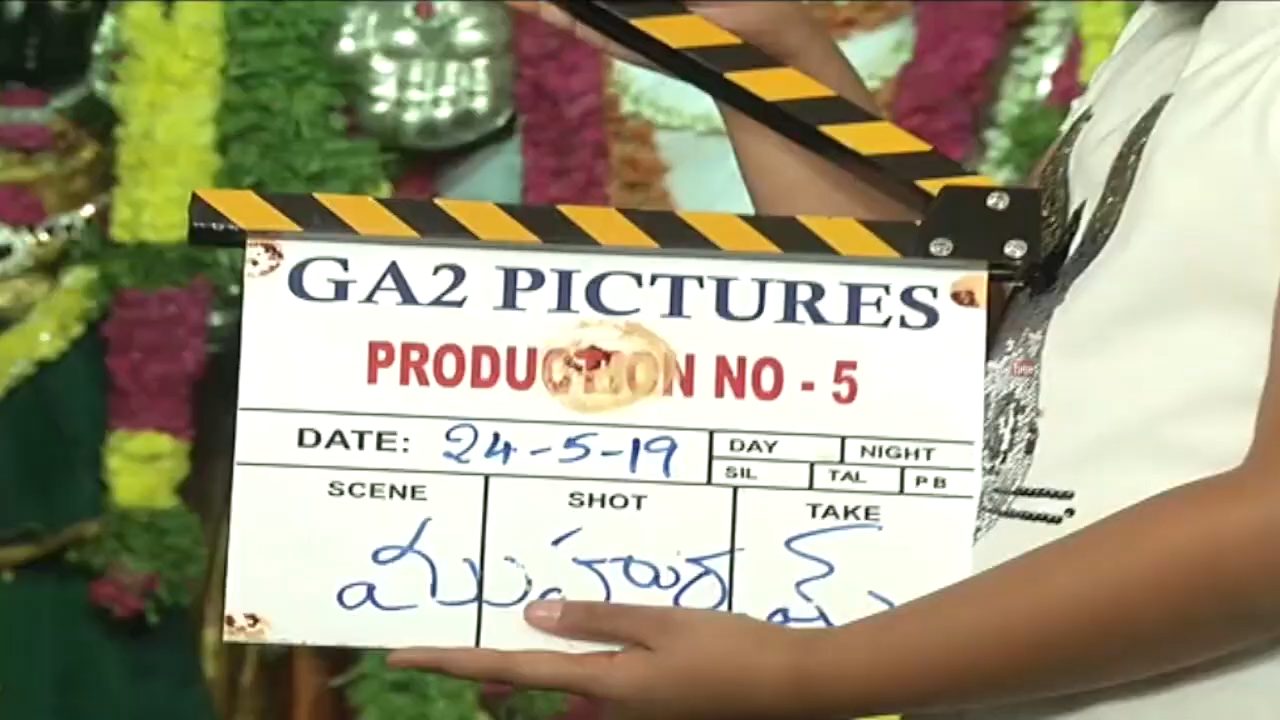 GA2 PICTURES
PRODUCTION NO - 5
DATE: 24-5-19
DAY NIGHT
SIL TAL PB
SCENE SHOT TAKE